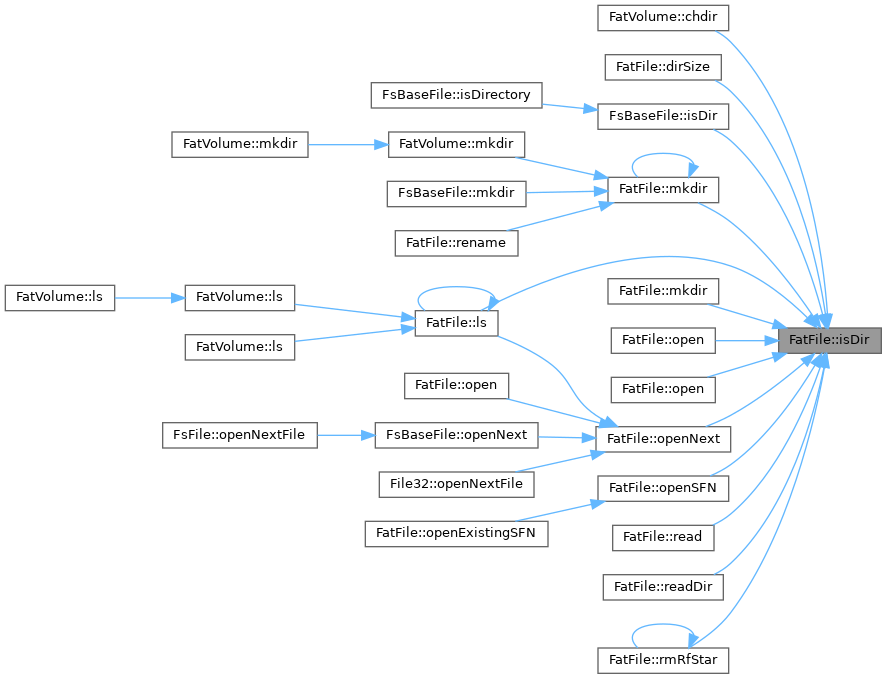 FatVolume::chdir
FatFile::dirSize
FsBaseFile::isDirectory
FsBaseFile::isDir
FatVolume::mkdir
FatVolume::mkdir
FatFile::mkdir
FsBaseFile::mkdir
FatFile::rename
FatVolume::ls
FatVolume::ls
FatFile::mkdir
FatFile::ls
FatVolume::ls
FatFile::open
FatFile::isDir
FatFile::open
FatFile::open
FsFile::openNextFile
FsBaseFile::openNext
FatFile::openNext
File32::openNextFile
FatFile::openSFN
FatFile::openExistingSFN
FatFile::read
FatFile::readDir
FatFile::rmRfStar